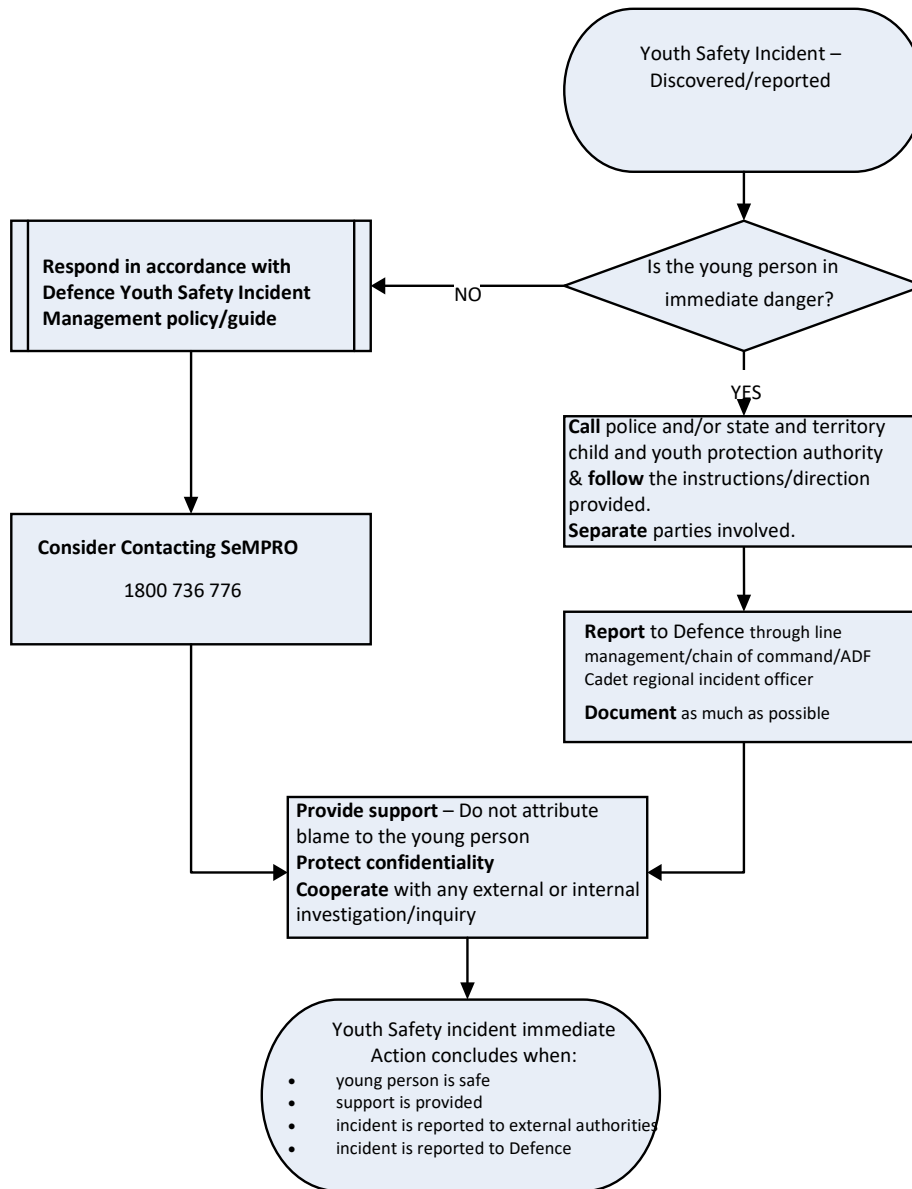 Youth Safety Incident –
Discovered/reported
Is the young person in
immediate danger?
NO
Respond in accordance with
Defence Youth Safety Incident
Management policy/guide
Consider Contacting SeMPRO
1800 736 776
YES
Call police and/or state and territory
child and youth protection authority
& follow the instructions/direction
provided.
Separate parties involved.
Report to Defence through line
management/chain of command/ADF
Cadet regional incident officer
Document as much as possible
Provide support – Do not attribute
blame to the young person
Protect confidentiality
Cooperate with any external or internal
investigation/inquiry
Youth Safety incident immediate
Action concludes when:
• young person is safe
• support is provided
• incident is reported to external authorities
• incident is reported to Defence